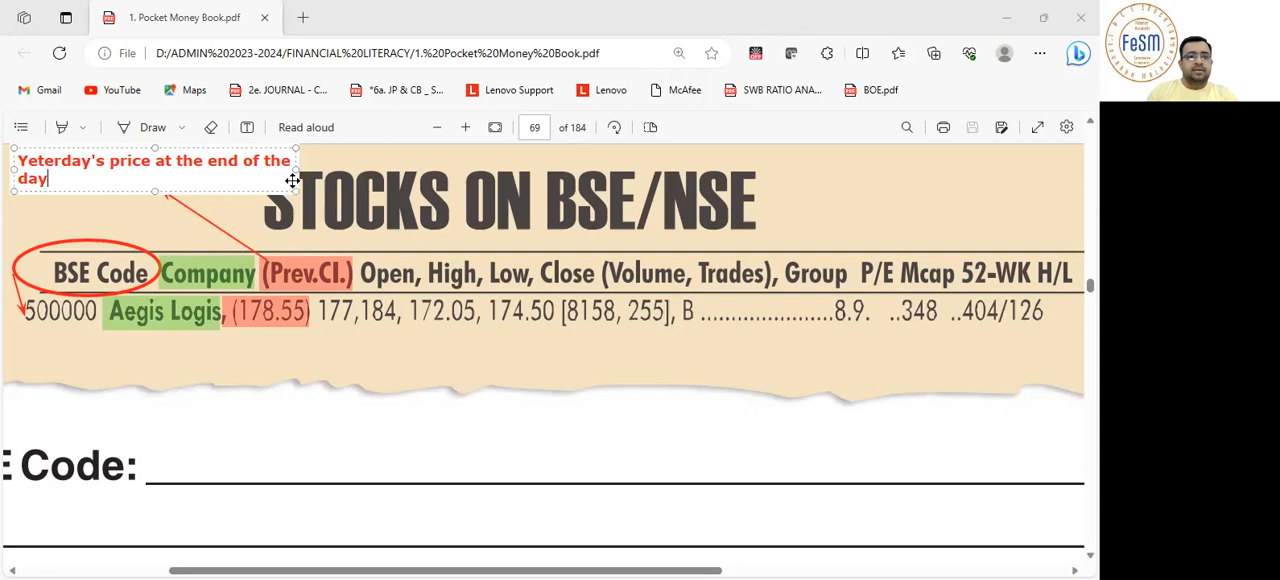 1. Pocket Money Book.pdf
File D:/ADMIN%202023-2024/FINANCIAL%20LITERACY/1.%20Pocket%20Money%20Book.pdf
Gmail YouTube Maps 2e. JOURNAL - C... *6a. JP & CB _ S... Lenovo Support Lenovo McAfee SWB RATIO ANA... BOE.pdf
Draw Read aloud 69 of 184
Yeterday's price at the end of the
day
STOCKS ON BSE/NSE
BSE Code Company (Prev.Cl.) Open, High, Low, Close (Volume, Trades), Group P/E Mcap 52-WK H/L
500000 Aegis Logis, (178.55) 177,184, 172.05, 174.50 [8158, 255], B ......................8.9. ..348 ..404/126
E Code:
FeSM